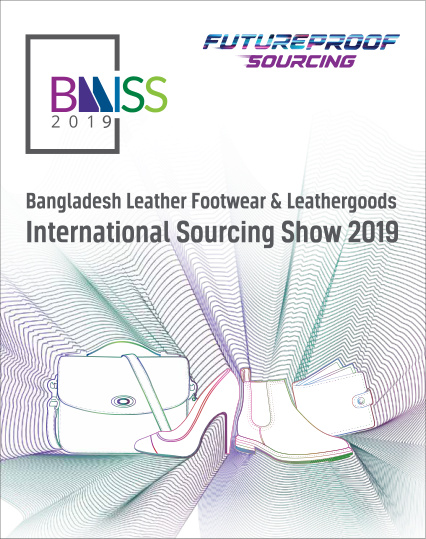 FUTUREPROOF
SOURCING
BLLISS
2019
Bangladesh Leather Footwear & Leathergoods
International Sourcing Show 2019